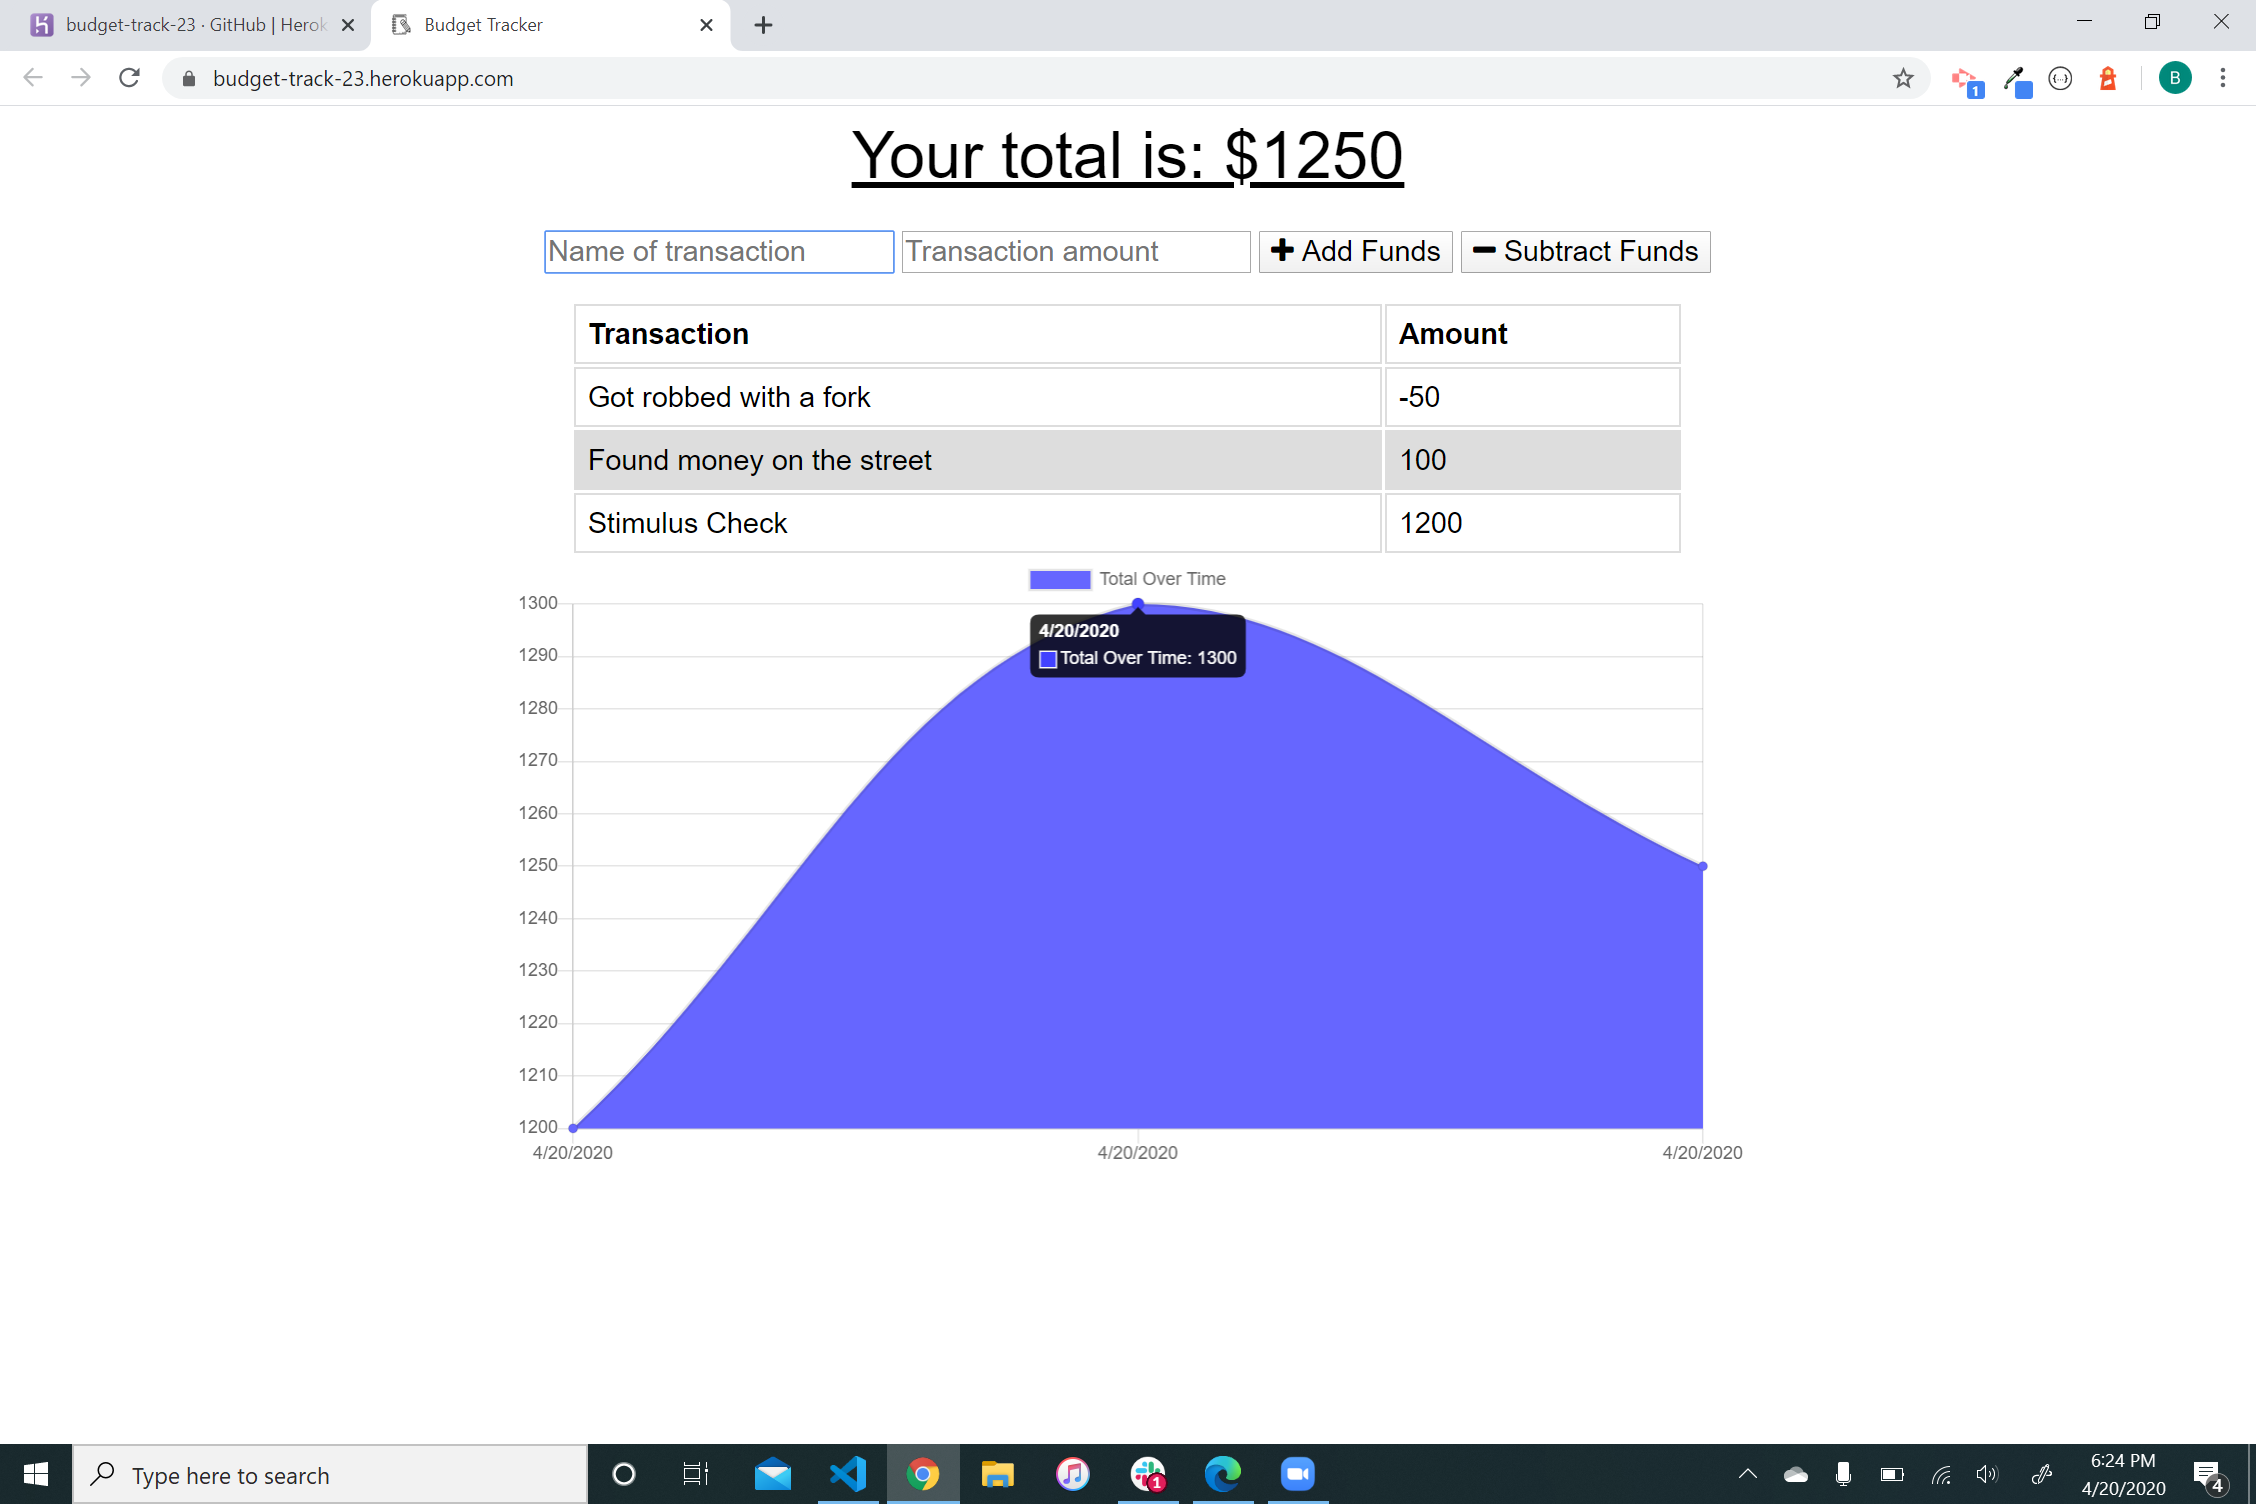 budget-track-23 · GitHub | Herok
Budget Tracker
budget-track-23.herokuapp.com
1
B
Your total is: $1250
Name of transaction Transaction amount Add Funds Subtract Funds
Transaction Amount
Got robbed with a fork -50
Found money on the street 100
Stimulus Check 1200
Total Over Time
1300
4/20/2020
Total Over Time: 1300
1290
1280
1270
1260
1250
1240
1230
1220
1210
1200
4/20/2020 4/20/2020 4/20/2020
Type here to search
1
6:24 PM
4/20/2020
4